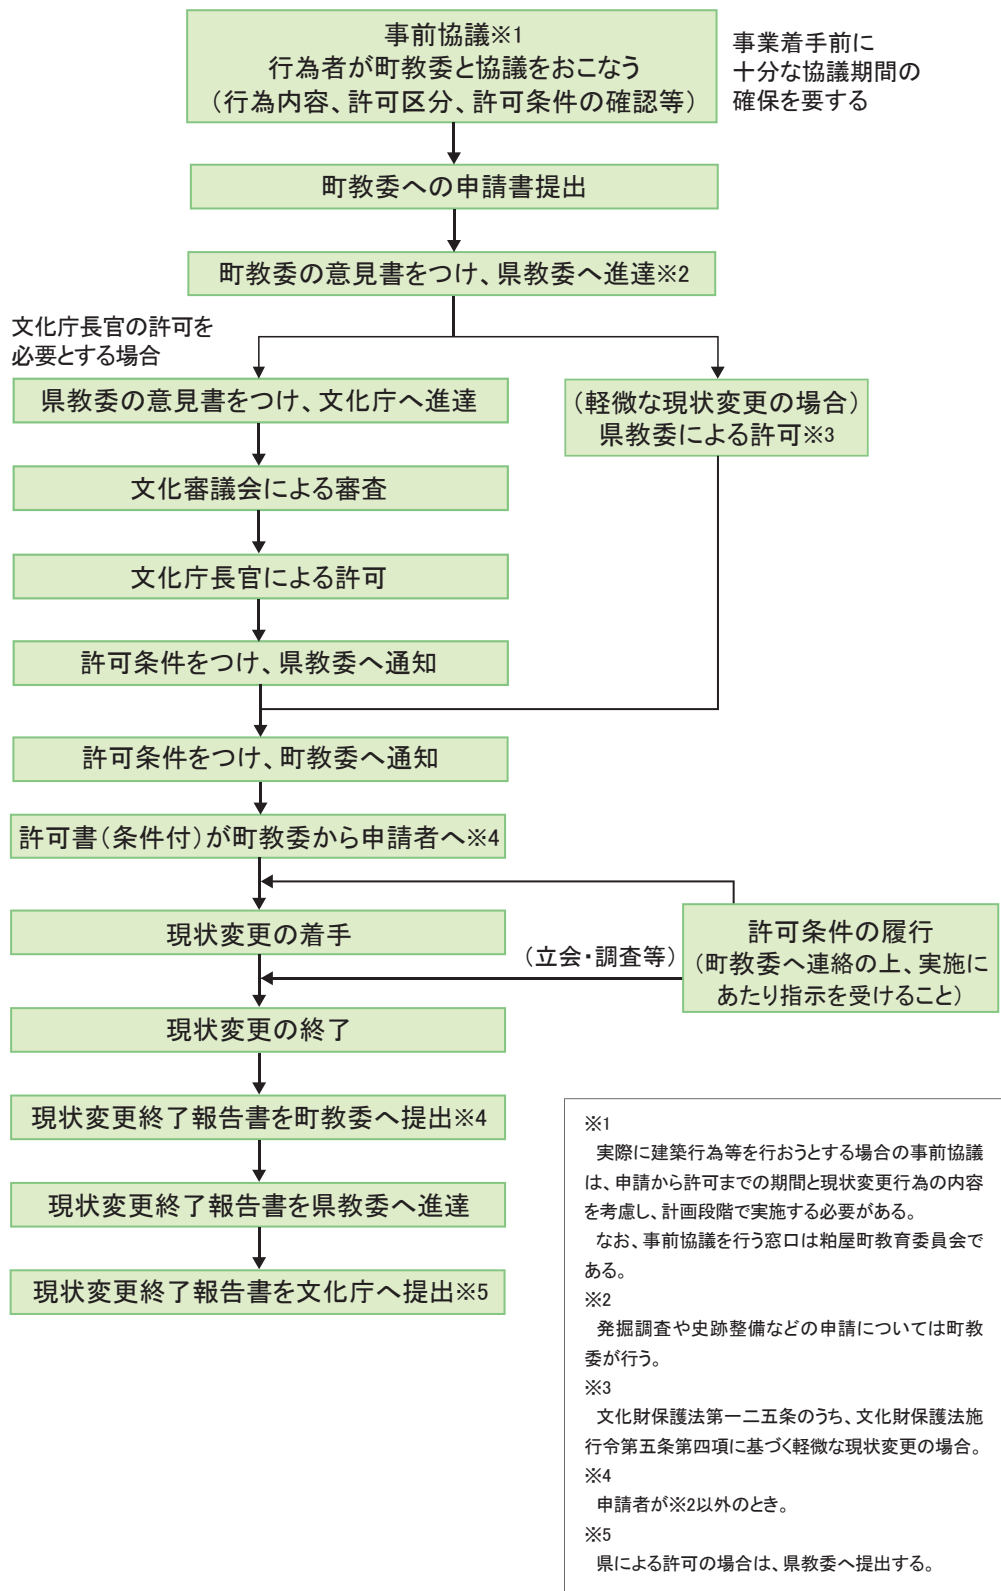 事前協議※1
行為者が町教委と協議をおこなう
（行為内容、許可区分、許可条件の確認等）
事業着手前に
十分な協議期間の
確保を要する
町教委への申請書提出
町教委の意見書をつけ、県教委へ進達※2
文化庁長官の許可を
必要とする場合
県教委の意見書をつけ、文化庁へ進達
（軽微な現状変更の場合）
県教委による許可※3
文化審議会による審査
文化庁長官による許可
許可条件をつけ、県教委へ通知
許可条件をつけ、町教委へ通知
許可書（条件付）が町教委から申請者へ※4
現状変更の着手
（立会・調査等）
許可条件の履行
（町教委へ連絡の上、実施に
あたり指示を受けること）
現状変更の終了
現状変更終了報告書を町教委へ提出※4
現状変更終了報告書を県教委へ進達
現状変更終了報告書を文化庁へ提出※5
※1
実際に建築行為等を行おうとする場合の事前協議
は、申請から許可までの期間と現状変更行為の内容
を考慮し、計画段階で実施する必要がある。
なお、事前協議を行う窓口は粕屋町教育委員会で
ある。
※2
発掘調査や史跡整備などの申請については町教
委が行う。
※3
文化財保護法第一二五条のうち、文化財保護法施
行令第五条第四項に基づく軽微な現状変更の場合。
※4
申請者が※2以外のとき。
※5
県による許可の場合は、県教委へ提出する。